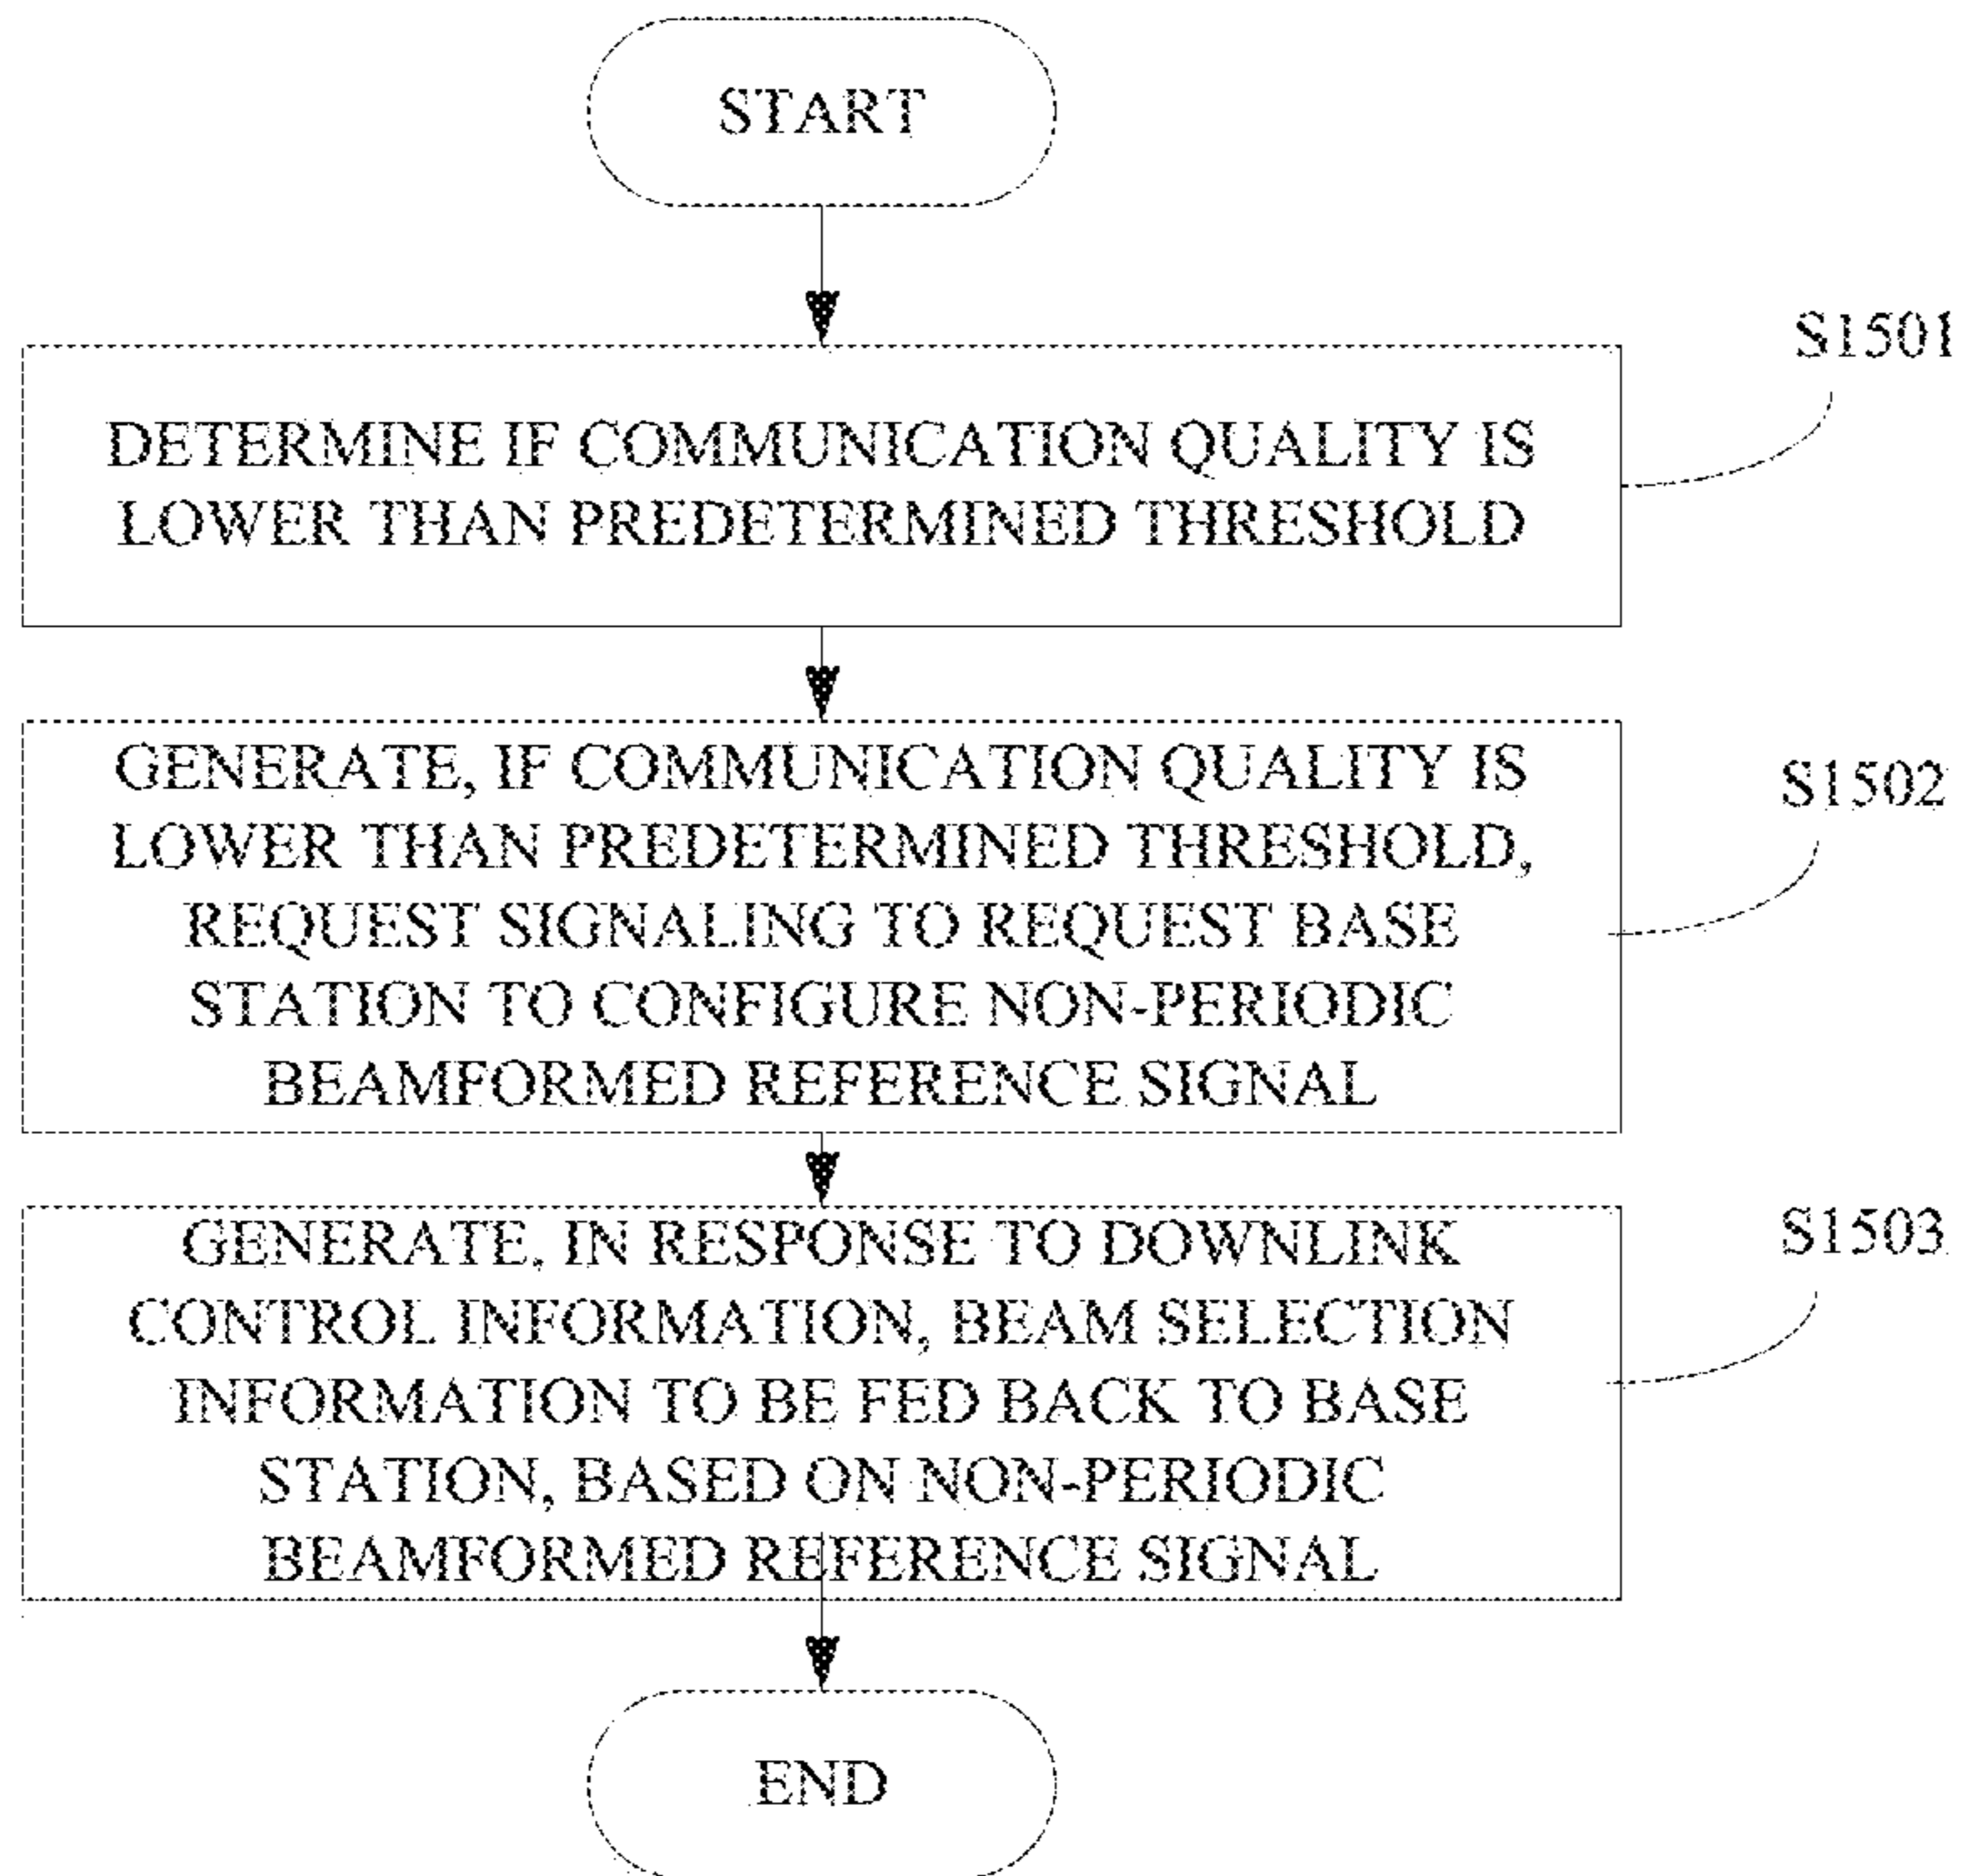 START
S1501
DETERMINE IF COMMUNICATION QUALITY IS
LOWER THAN PREDETERMINED THRESHOLD
S1502
GENERATE, IF COMMUNICATION QUALITY IS
LOWER THAN PREDETERMINED THRESHOLD,
REQUEST SIGNALING TO REQUEST BASE
STATION TO CONFIGURE NON-PERIODIC
BEAMFORMED REFERENCE SIGNAL
S1503
GENERATE, IN RESPONSE TO DOWNLINK
CONTROL INFORMATION, BEAM SELECTION
INFORMATION TO BE FED BACK TO BASE
STATION, BASED ON NON-PERIODIC
BEAMFORMED REFERENCE SIGNAL
END